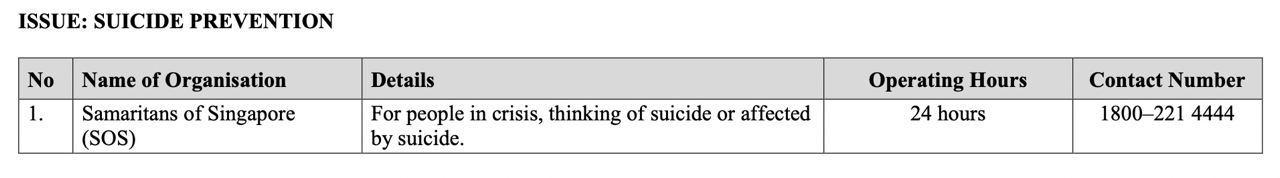 ISSUE: SUICIDE PREVENTION
No Name of Organisation Details Operating Hours Contact Number
1. Samaritans of Singapore For people in crisis, thinking of suicide or affected 24 hours 1800–221 4444
(SOS) by suicide.